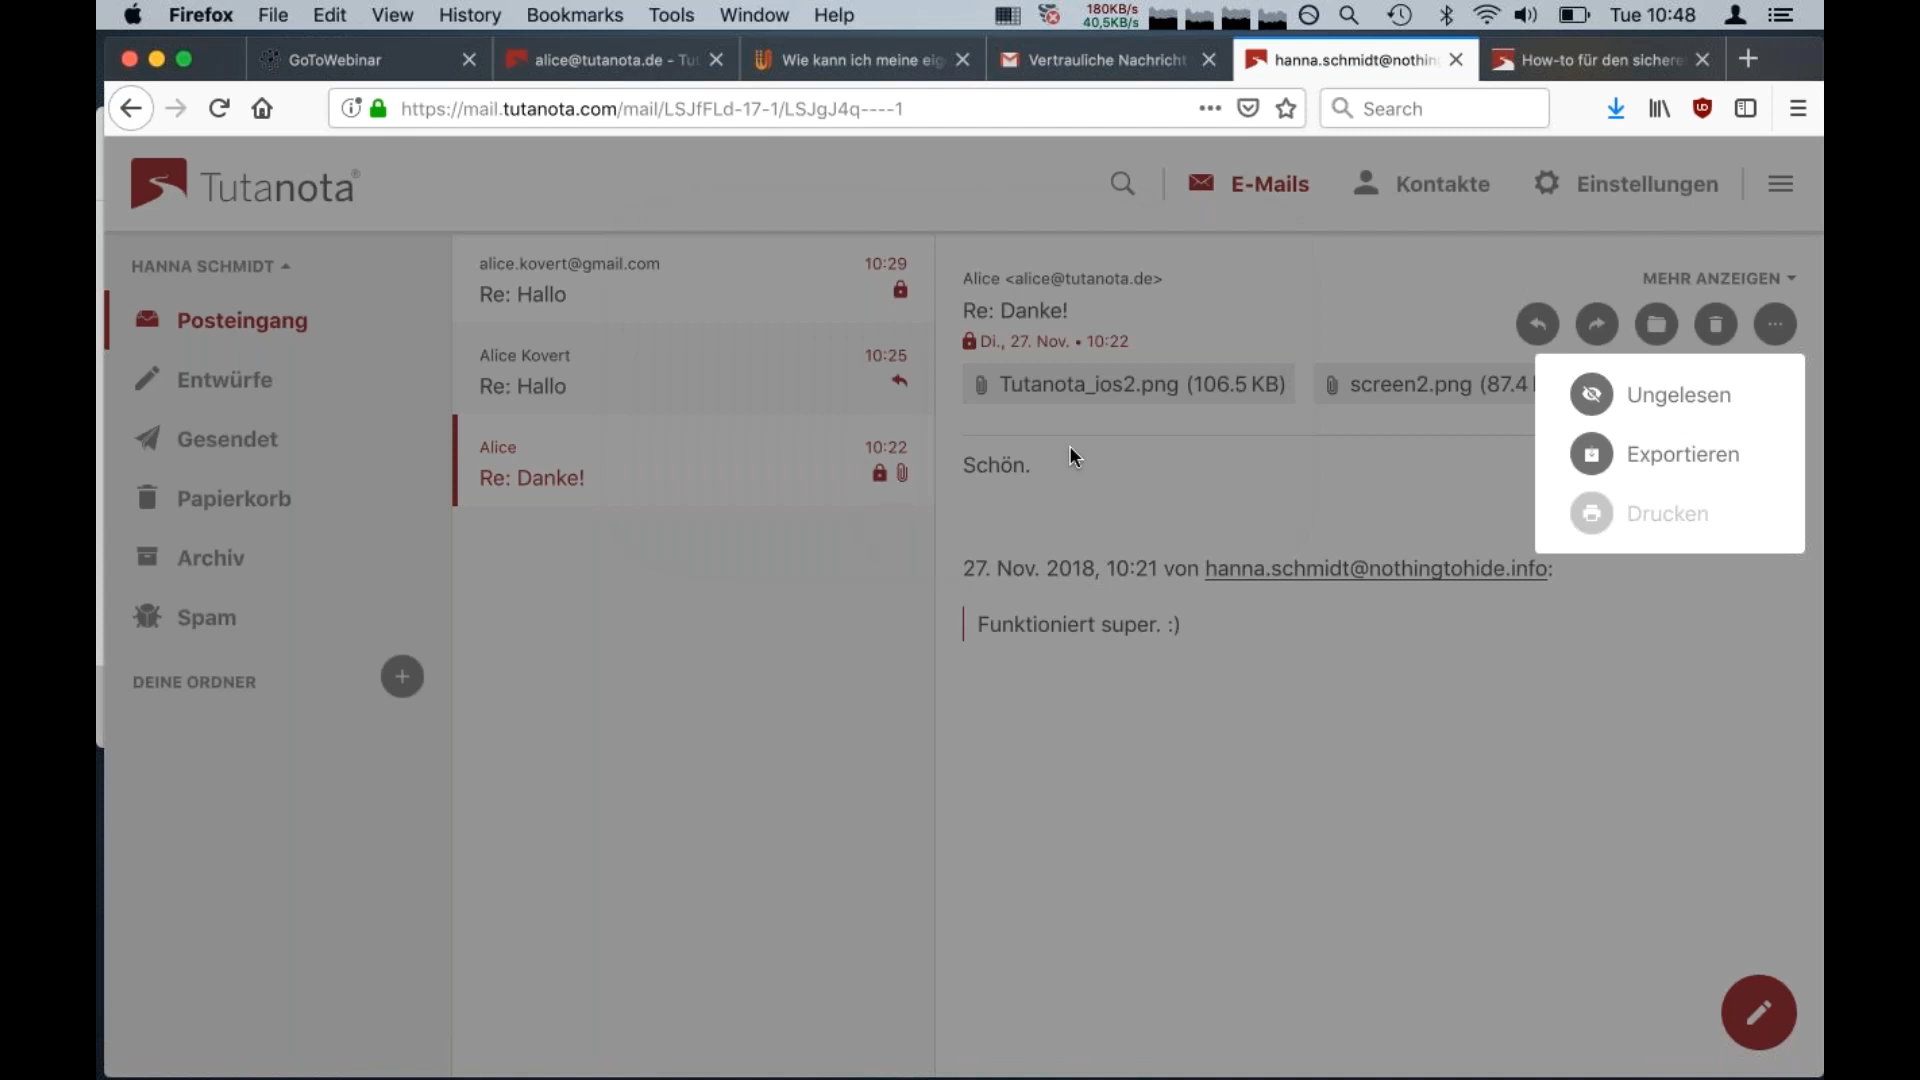 Firefox File Edit View History Bookmarks Tools Window Help 180KB/s 40,5KB/s Tue 10:48
GoToWebinar alice@tutanota.de - Tu Wie kann ich meine eig Vertrauliche Nachricht hanna.schmidt@nothin How-to für den sichere
https://mail.tutanota.com/mail/LSJfFLd-17-1/LSJgJ4q----1 Search
Tutanota® E-Mails Kontakte Einstellungen
HANNA SCHMIDT
Posteingang
Entwürfe
Gesendet
Papierkorb
Archiv
Spam
DEINE ORDNER
alice.kovert@gmail.com 10:29
Re: Hallo
Alice Kovert 10:25
Re: Hallo
Alice 10:22
Re: Danke!
Alice <alice@tutanota.de> MEHR ANZEIGEN
Re: Danke!
Di., 27. Nov. • 10:22
Tutanota_ios2.png (106.5 KB) screen2.png (87.4
Ungelesen
Exportieren
Drucken
Schön.
27. Nov. 2018, 10:21 von hanna.schmidt@nothingtohide.info:
Funktioniert super. :)